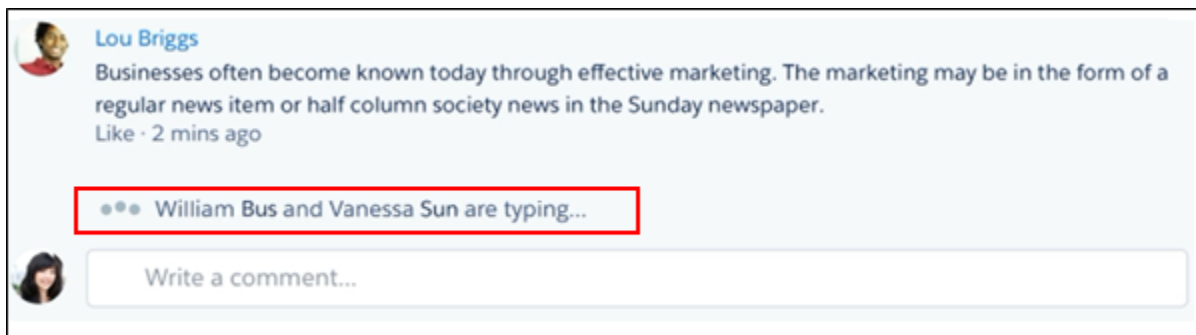 Lou Briggs
Businesses often become known today through effective marketing. The marketing may be in the form of a
regular news item or half column society news in the Sunday newspaper.
Like · 2 mins ago
William Bus and Vanessa Sun are typing...
Write a comment...